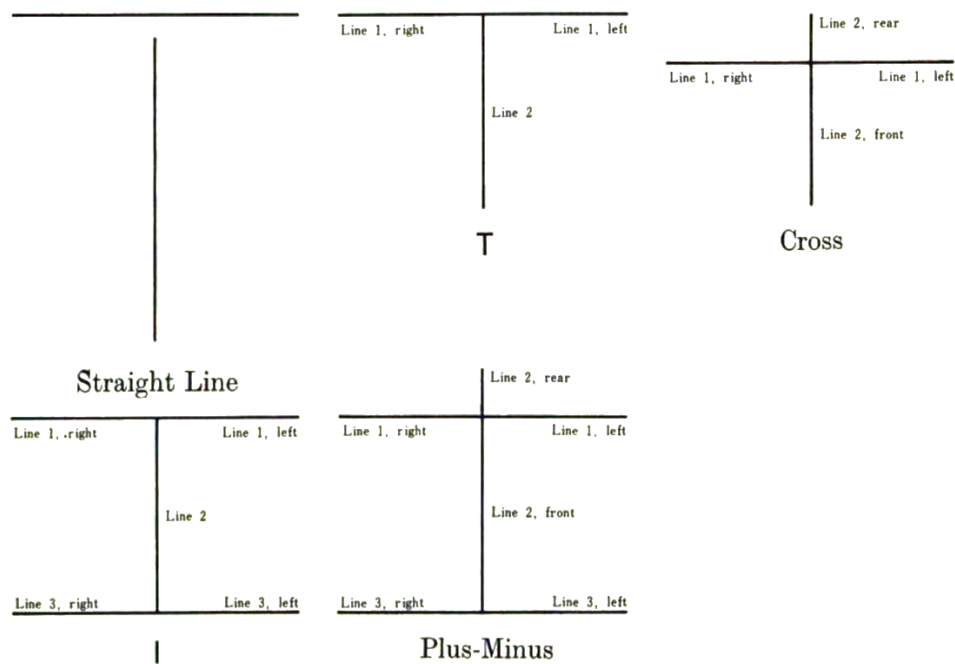 Line 1, right
Line 1, left
Line 2
T
Line 2, rear
Line 1, right
Line 1, left
Line 2, front
Cross
Straight Line
Line 1, .right
Line 1, left
Line 2
Line 3, right
Line 3, left
I
Line 2, rear
Line 1, right
Line 1, left
Line 2, front
Line 3, right
Line 3, left
Plus-Minus